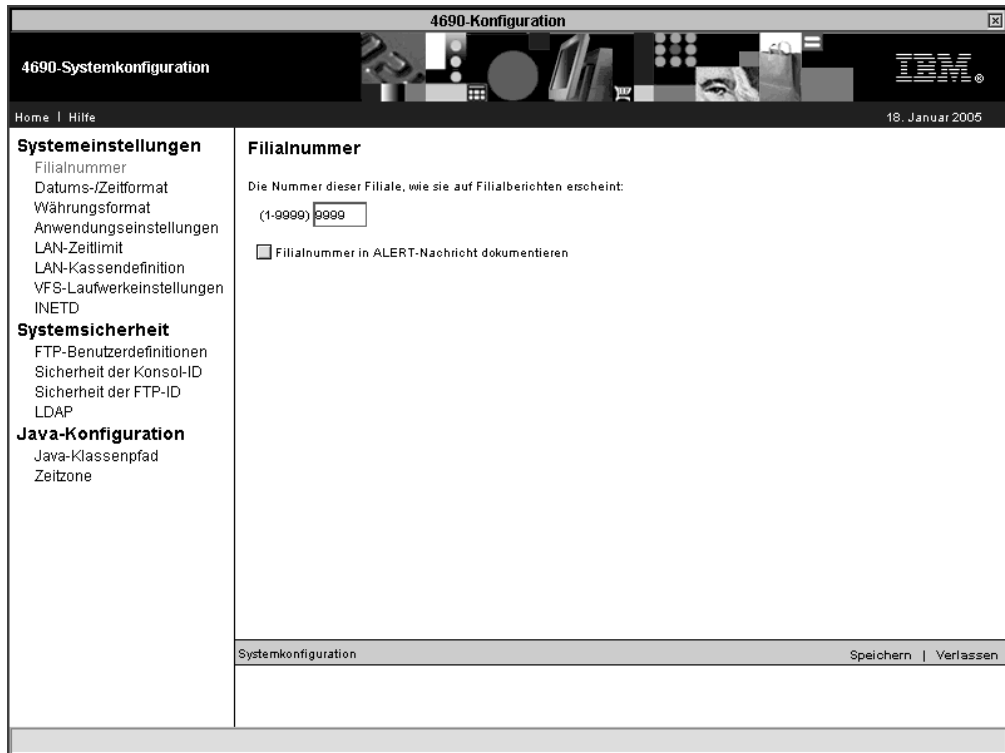 4690-Konfiguration
4690-Systemkonfiguration
IBM®
Home | Hilfe
18. Januar 2005
Systemeinstellungen
Filialnummer
Datums-/Zeitformat
Währungsformat
Anwendungseinstellungen
LAN-Zeitlimit
LAN-Kassendefinition
VFS-Laufwerkeinstellungen
INETD
Systemsicherheit
FTP-Benutzerdefinitionen
Sicherheit der Konsol-ID
Sicherheit der FTP-ID
LDAP
Java-Konfiguration
Java-Klassenpfad
Zeitzone
Filialnummer
Die Nummer dieser Filiale, wie sie auf Filialberichten erscheint:
(1-9999) 9999
Filialnummer in ALERT-Nachricht dokumentieren
Systemkonfiguration
Speichern | Verlassen